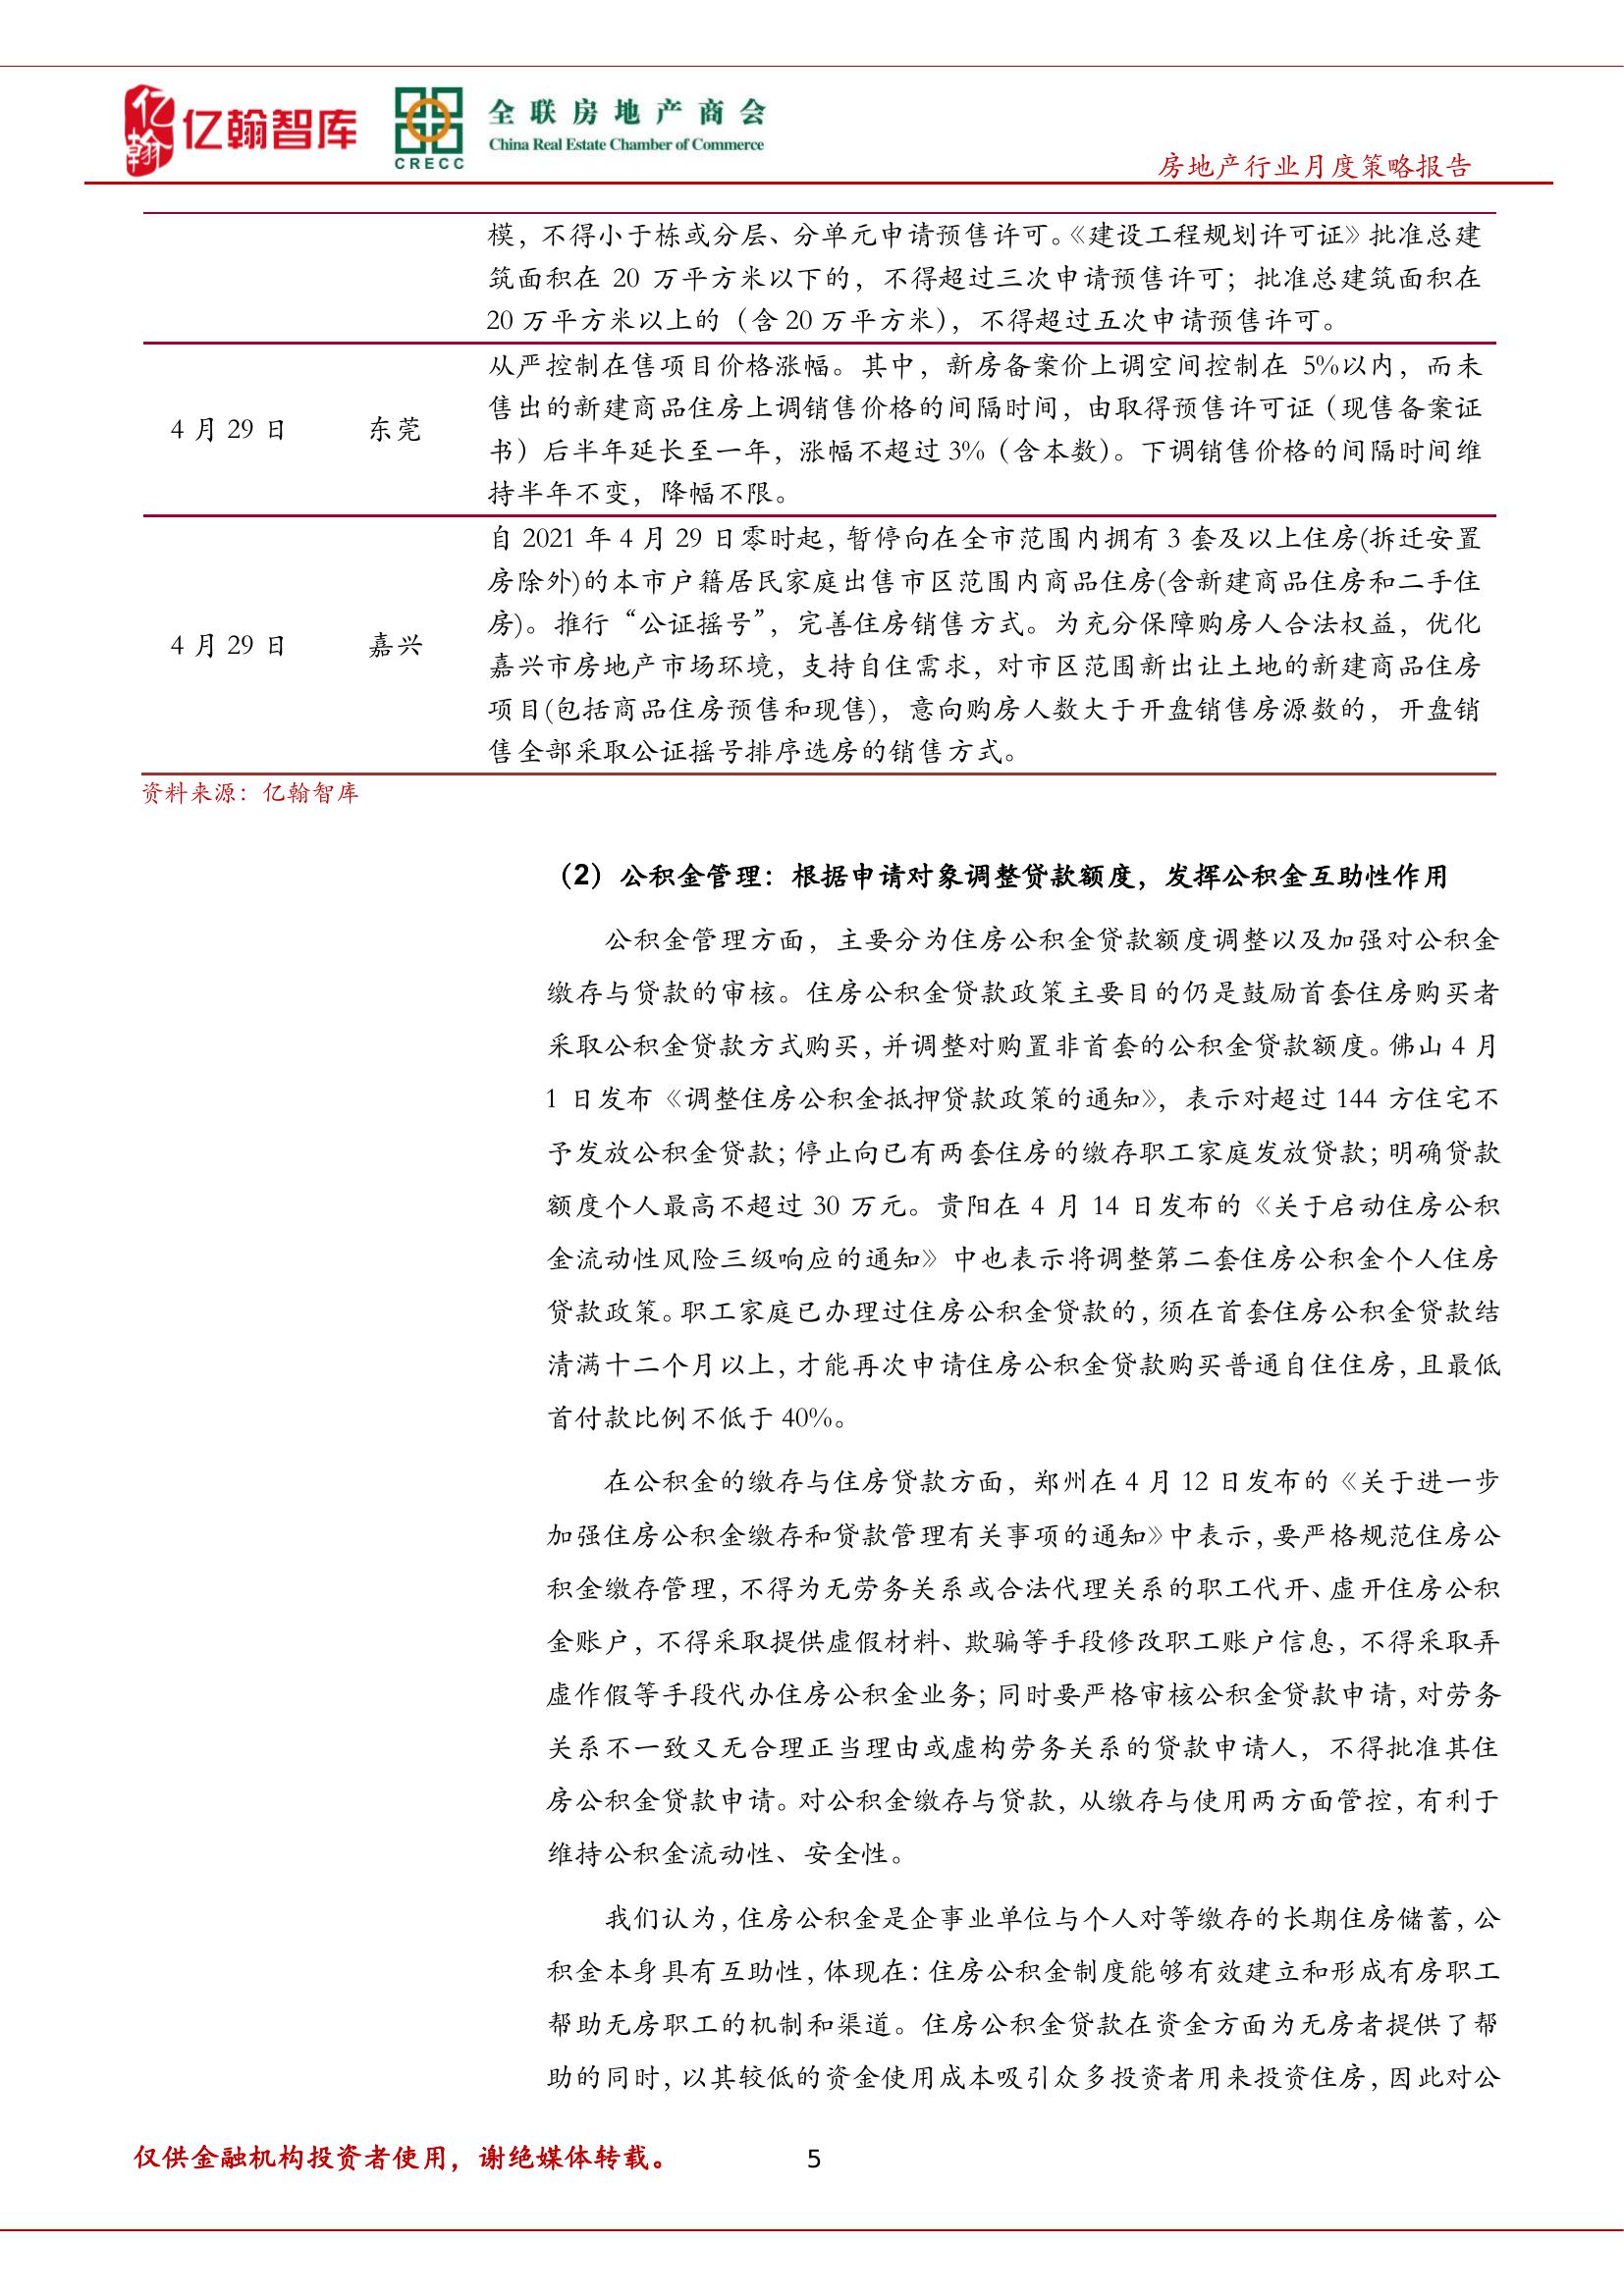 亿翰
亿翰智库
CRECC
全联房地产商会
China Real Estate Chamber of Commerce
房地产行业月度策略报告
模，不得小于栋或分层、分单元申请预售许可。《建设工程规划许可证》批准总建
筑面积在 20 万平方米以下的，不得超过三次申请预售许可；批准总建筑面积在
20 万平方米以上的（含 20 万平方米），不得超过五次申请预售许可。
4 月 29 日 东莞
从严控制在售项目价格涨幅。其中，新房备案价上调空间控制在 5%以内，而未
售出的新建商品住房上调销售价格的间隔时间，由取得预售许可证（现售备案证
书）后半年延长至一年，涨幅不超过 3%（含本数）。下调销售价格的间隔时间维
持半年不变，降幅不限。
4 月 29 日 嘉兴
自 2021 年 4 月 29 日零时起，暂停向在全市范围内拥有 3 套及以上住房(拆迁安置
房除外)的本市户籍居民家庭出售市区范围内商品住房(含新建商品住房和二手住
房)。推行“公证摇号”，完善住房销售方式。为充分保障购房人合法权益，优化
嘉兴市房地产市场环境，支持自住需求，对市区范围新出让土地的新建商品住房
项目(包括商品住房预售和现售)，意向购房人数大于开盘销售房源数的，开盘销
售全部采取公证摇号排序选房的销售方式。
资料来源：亿翰智库
（2）公积金管理：根据申请对象调整贷款额度，发挥公积金互助性作用
公积金管理方面，主要分为住房公积金贷款额度调整以及加强对公积金
缴存与贷款的审核。住房公积金贷款政策主要目的仍是鼓励首套住房购买者
采取公积金贷款方式购买，并调整对购置非首套的公积金贷款额度。佛山 4 月
1 日发布《调整住房公积金抵押贷款政策的通知》，表示对超过 144 方住宅不
予发放公积金贷款；停止向已有两套住房的缴存职工家庭发放贷款；明确贷款
额度个人最高不超过 30 万元。贵阳在 4 月 14 日发布的《关于启动住房公积
金流动性风险三级响应的通知》中也表示将调整第二套住房公积金个人住房
贷款政策。职工家庭已办理过住房公积金贷款的，须在首套住房公积金贷款结
清满十二个月以上，才能再次申请住房公积金贷款购买普通自住住房，且最低
首付款比例不低于 40%。
在公积金的缴存与住房贷款方面，郑州在 4 月 12 日发布的《关于进一步
加强住房公积金缴存和贷款管理有关事项的通知》中表示，要严格规范住房公
积金缴存管理，不得为无劳务关系或合法代理关系的职工代开、虚开住房公积
金账户，不得采取提供虚假材料、欺骗等手段修改职工账户信息，不得采取弄
虚作假等手段代办住房公积金业务；同时要严格审核公积金贷款申请，对劳务
关系不一致又无合理正当理由或虚构劳务关系的贷款申请人，不得批准其住
房公积金贷款申请。对公积金缴存与贷款，从缴存与使用两方面管控，有利于
维持公积金流动性、安全性。
我们认为，住房公积金是企事业单位与个人对等缴存的长期住房储蓄，公
积金本身具有互助性，体现在：住房公积金制度能够有效建立和形成有房职工
帮助无房职工的机制和渠道。住房公积金贷款在资金方面为无房者提供了帮
助的同时，以其较低的资金使用成本吸引众多投资者用来投资住房，因此对公
仅供金融机构投资者使用，谢绝媒体转载。
5